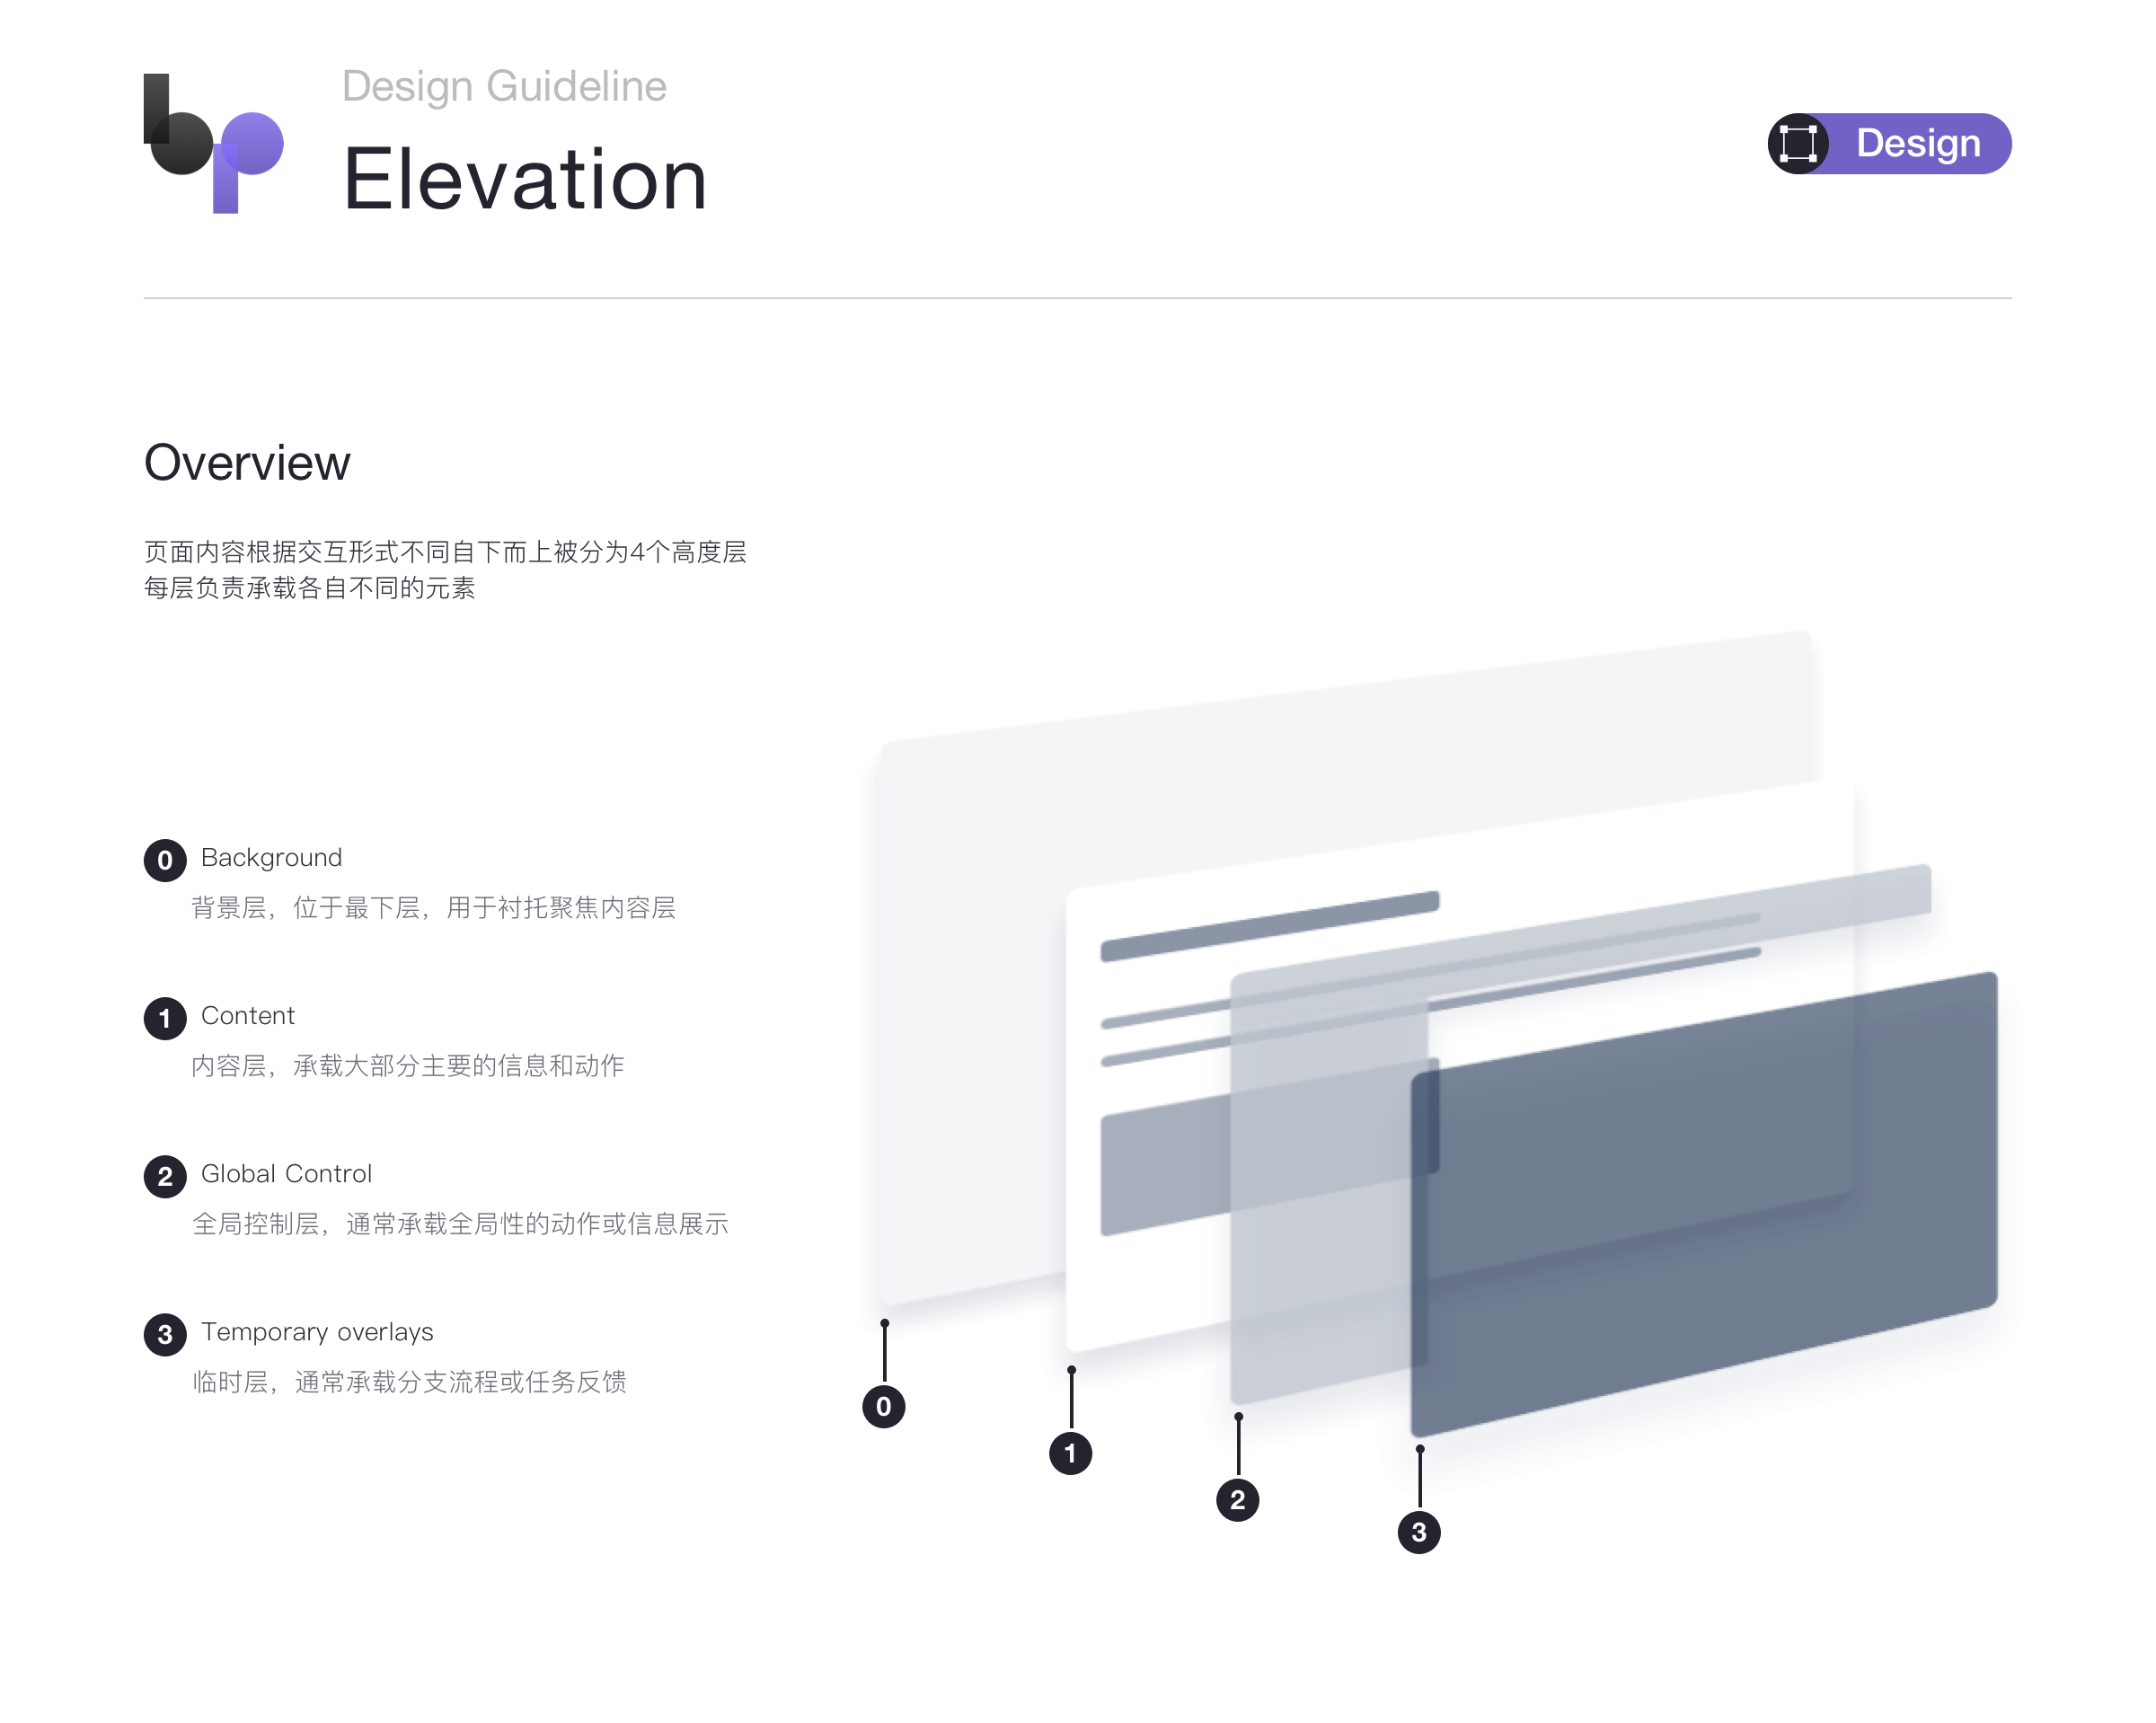 bp
Design Guideline
Elevation
Design
Overview
页面内容根据交互形式不同自下而上被分为4个高度层
每层负责承载各自不同的元素
0 Background
背景层，位于最下层，用于衬托聚焦内容层
1 Content
内容层，承载大部分主要的信息和动作
2 Global Control
全局控制层，通常承载全局性的动作或信息展示
3 Temporary overlays
临时层，通常承载分支流程或任务反馈
0
1
2
3